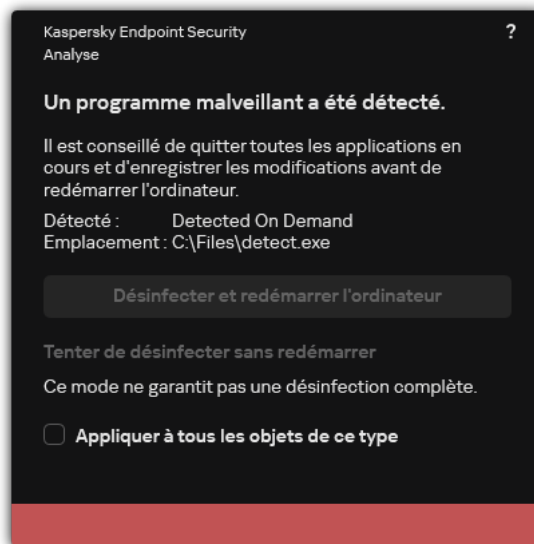 Kaspersky Endpoint Security
?
Analyse
Un programme malveillant a été détecté.
Il est conseillé de quitter toutes les applications en
cours et d'enregistrer les modifications avant de
redémarrer l'ordinateur.
Détecté : Detected On Demand
Emplacement : C:\Files\detect.exe
Désinfecter et redémarrer l'ordinateur
Tenter de désinfecter sans redémarrer
Ce mode ne garantit pas une désinfection complète.
Appliquer à tous les objets de ce type